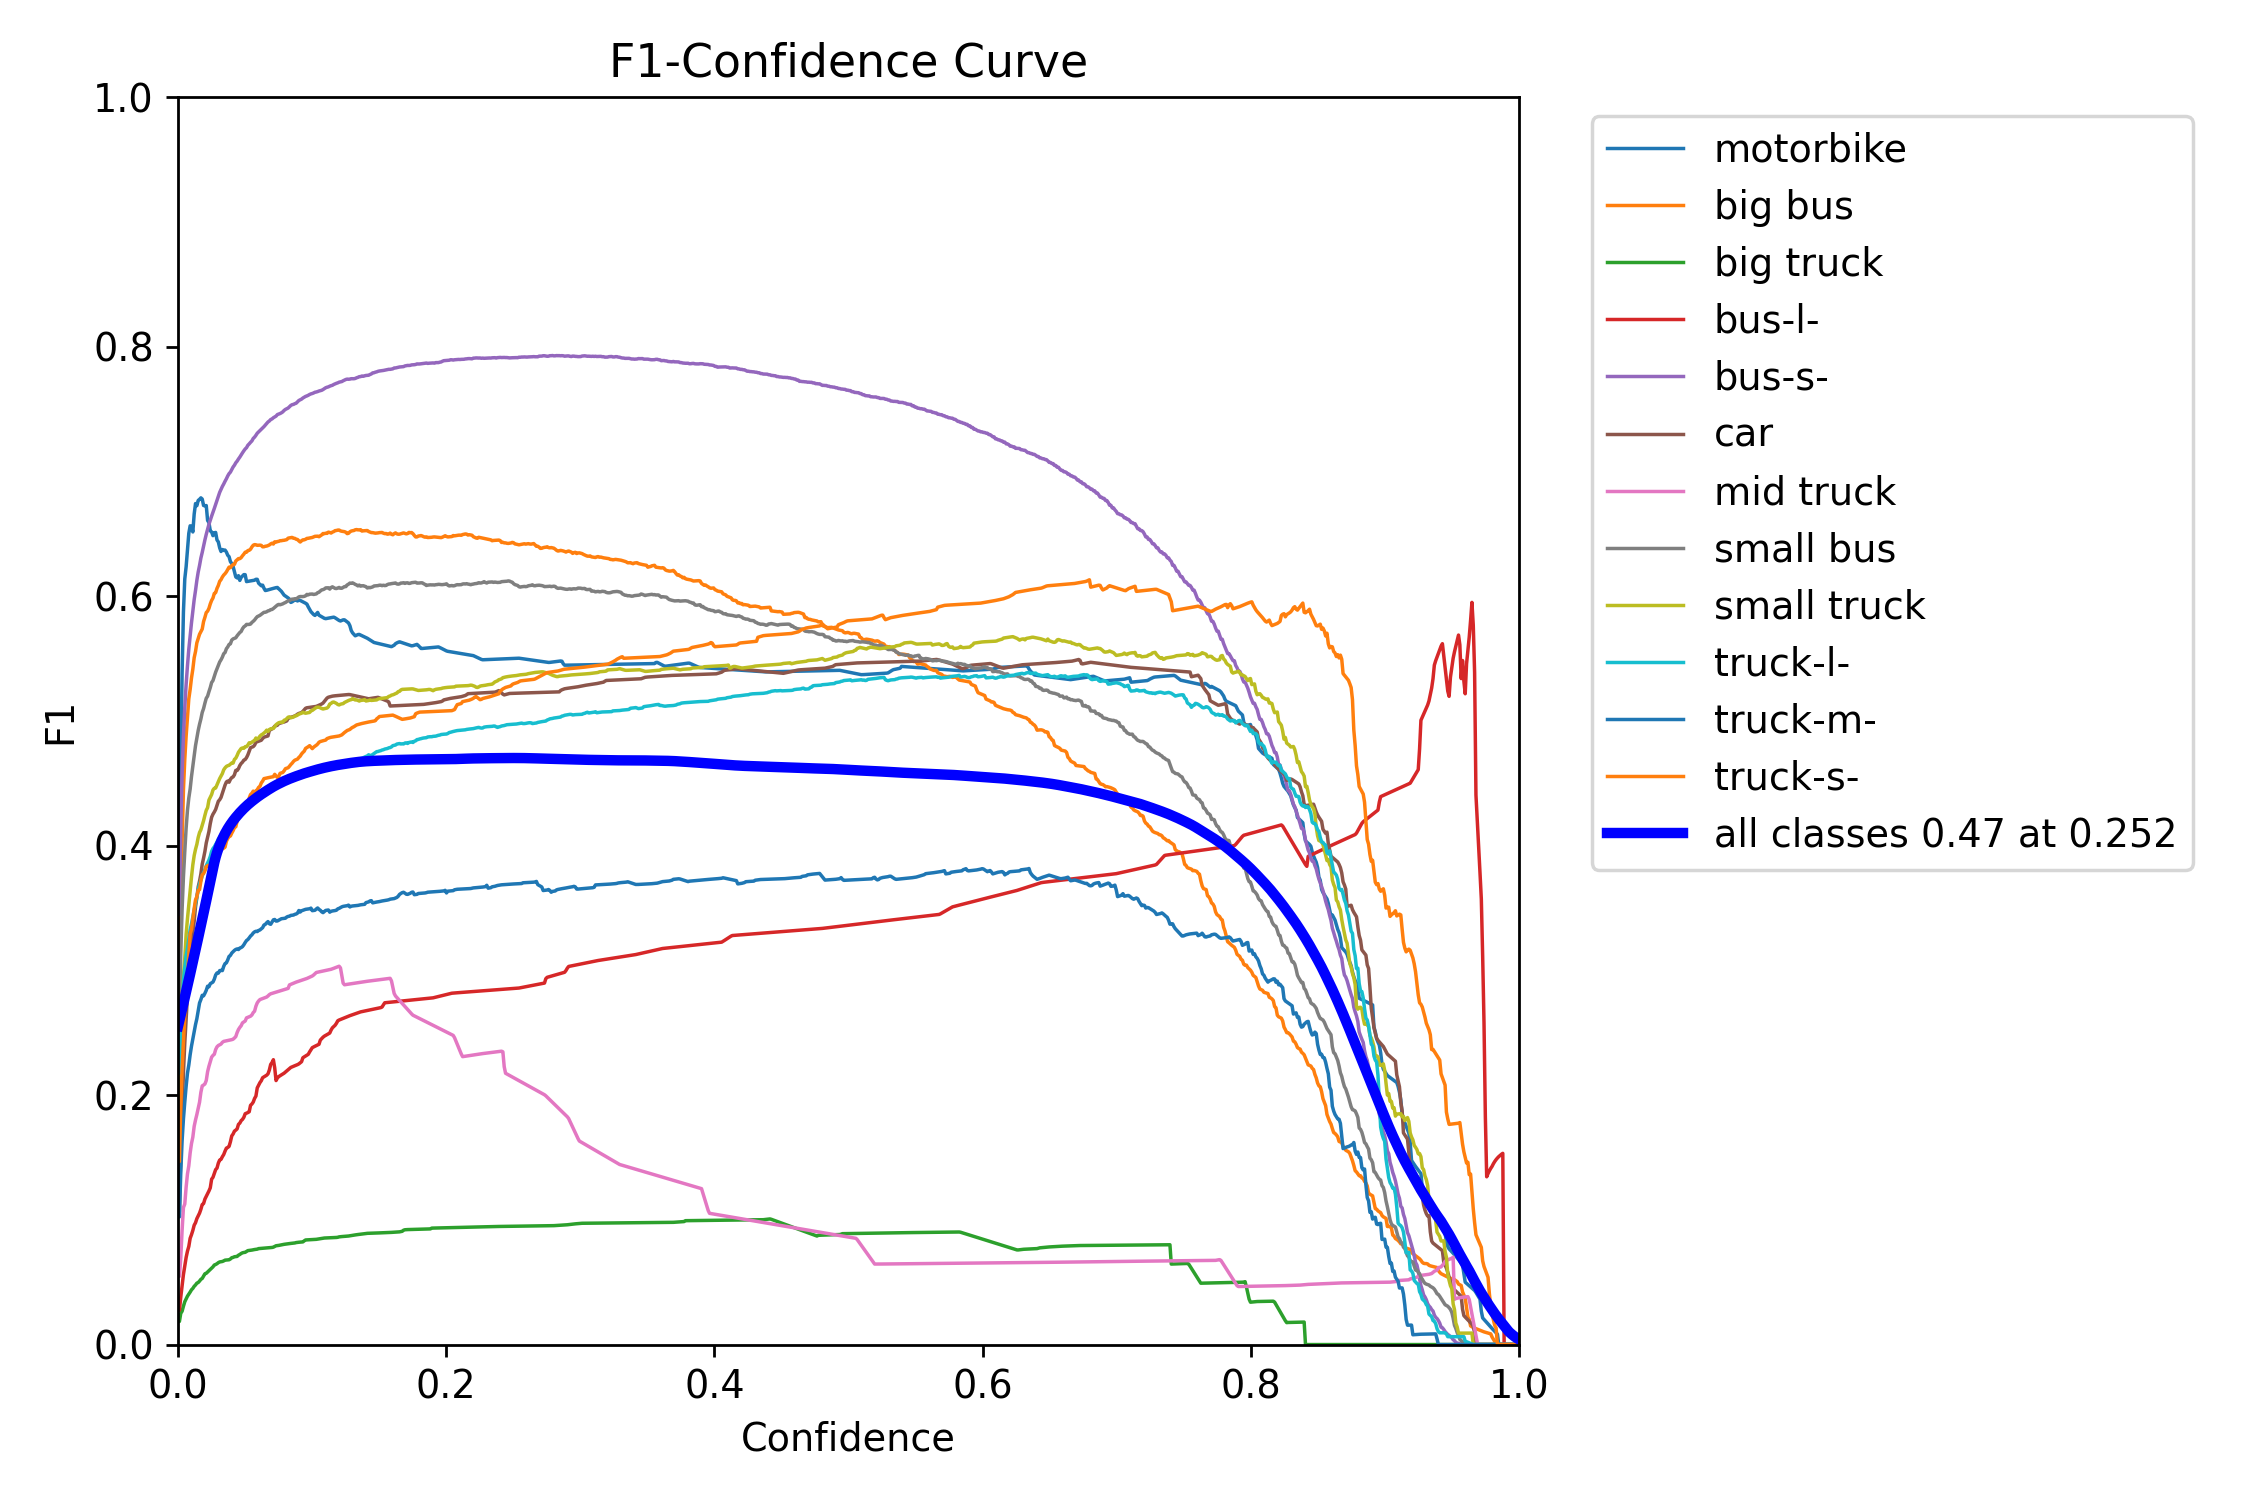 F1-Confidence Curve
1.0
0.8
0.6
0.4
0.2
0.0
F1
0.0 0.2 0.4 0.6 0.8 1.0
Confidence
motorbike
big bus
big truck
bus-l-
bus-s-
car
mid truck
small bus
small truck
truck-l-
truck-m-
truck-s-
all classes 0.47 at 0.252